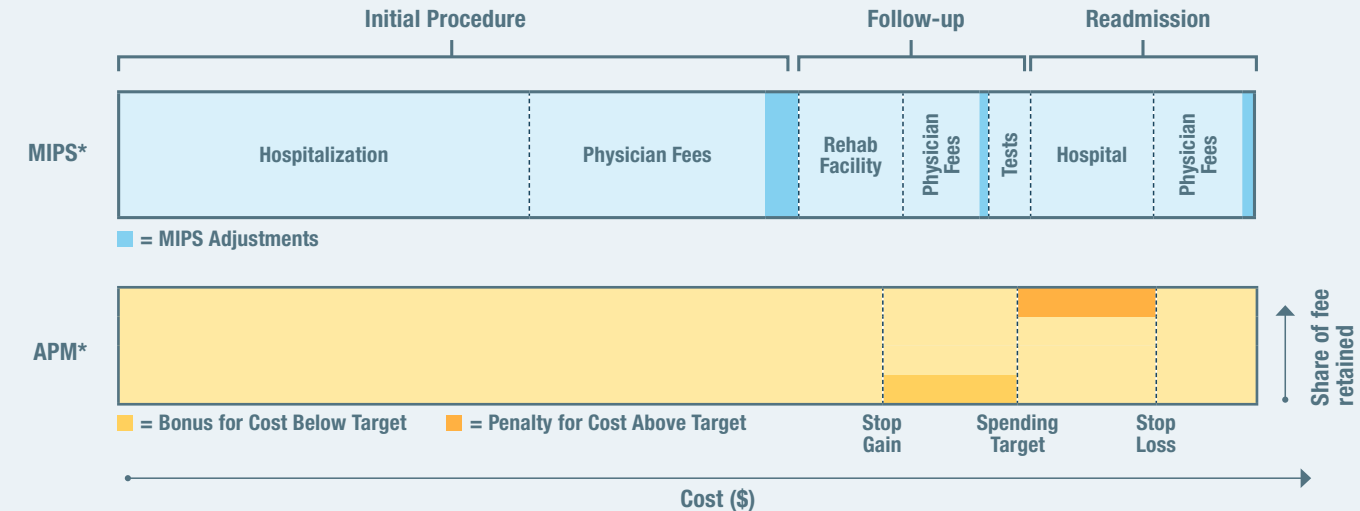 Initial Procedure
Follow-up
Readmission
MIPS*
Hospitalization
Physician Fees
Rehab
Facility
Physician
Fees
Tests
Hospital
Physician
Fees
= MIPS Adjustments
APM*
Share of fee
retained
= Bonus for Cost Below Target
= Penalty for Cost Above Target
Stop
Gain
Spending
Target
Stop
Loss
Cost ($)